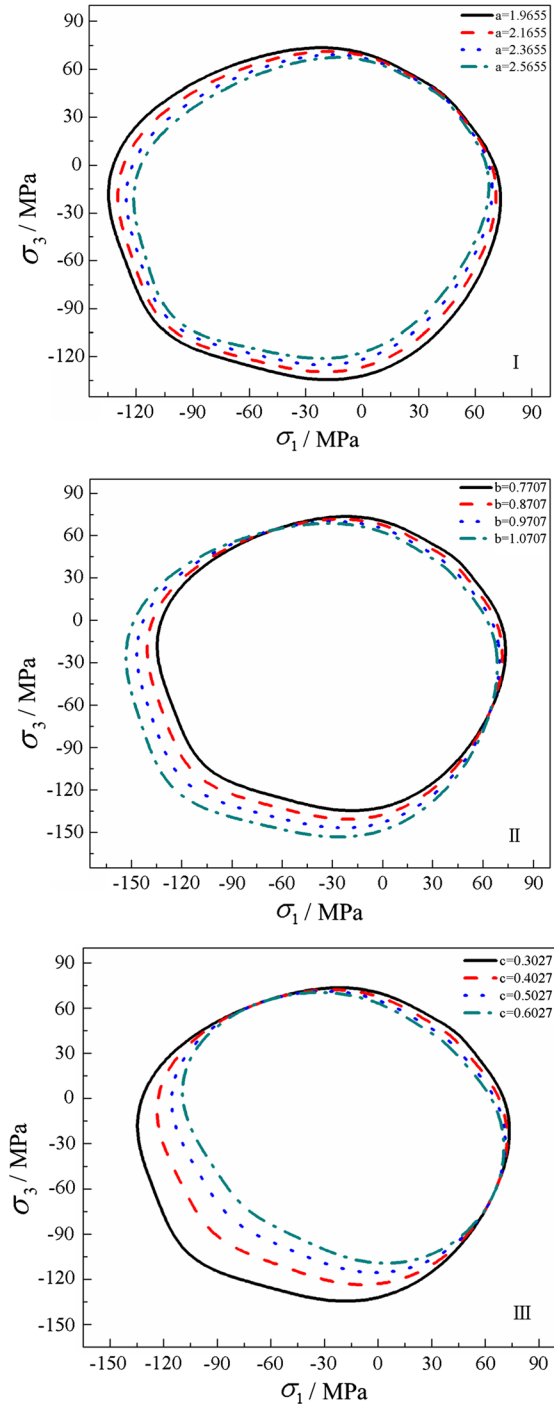 90
60
30
0
-30
-60
-90
-120
σ3 / MPa
a=1.9655
a=2.1655
a=2.3655
a=2.5655
I
-120 -90 -60 -30 0 30 60 90
σ1 / MPa
90
60
30
0
-30
-60
-90
-120
-150
σ3 / MPa
b=0.7707
b=0.8707
b=0.9707
b=1.0707
II
-150 -120 -90 -60 -30 0 30 60 90
σ1 / MPa
90
60
30
0
-30
-60
-90
-120
-150
σ3 / MPa
c=0.3027
c=0.4027
c=0.5027
c=0.6027
III
-150 -120 -90 -60 -30 0 30 60 90
σ1 / MPa